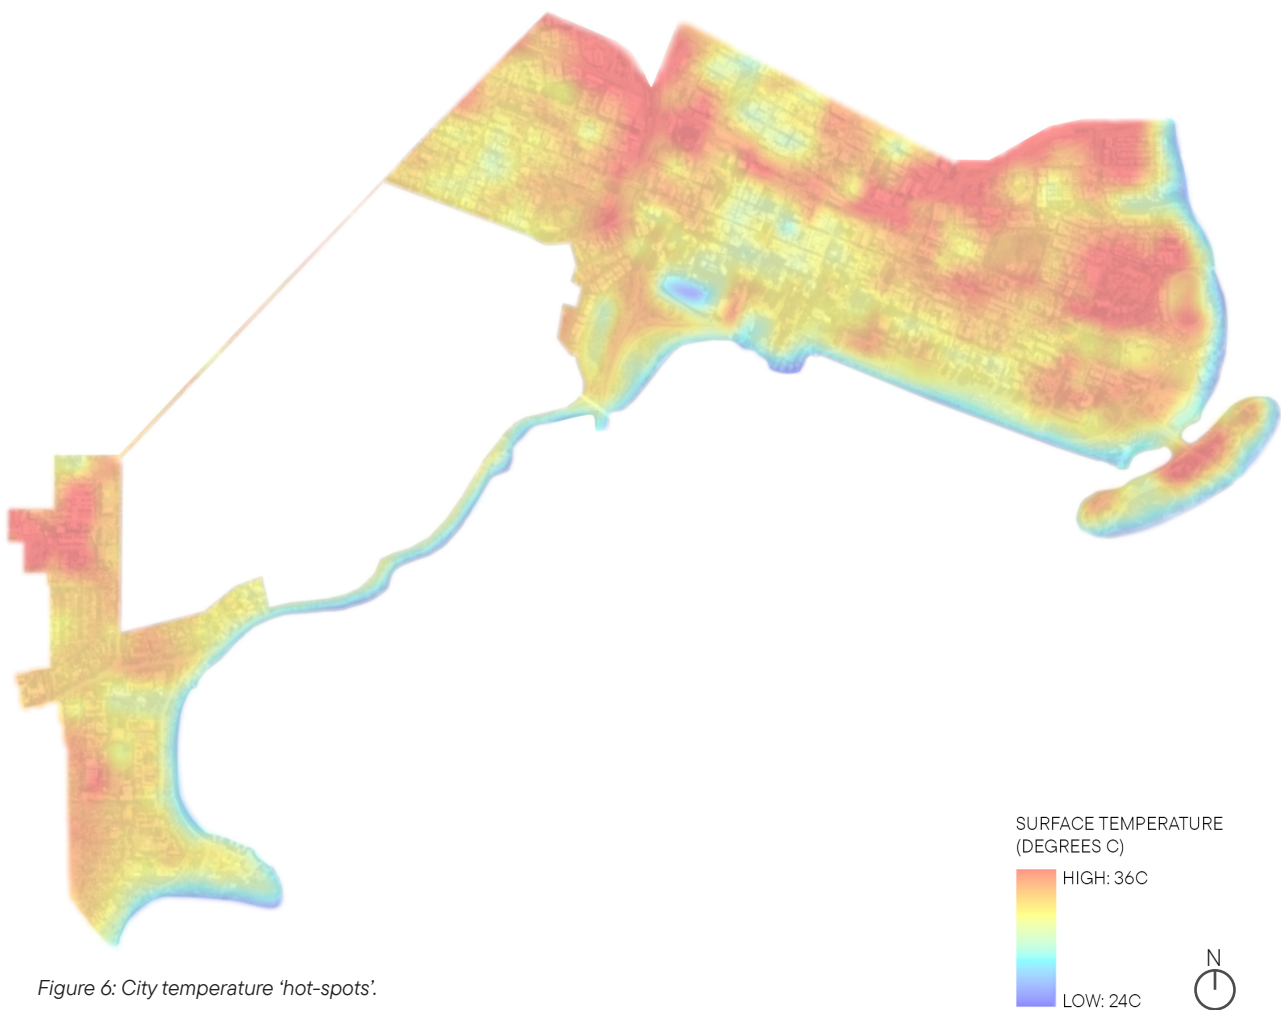 SURFACE TEMPERATURE
(DEGREES C)
HIGH: 36C
LOW: 24C
N
Figure 6: City temperature ‘hot-spots’.